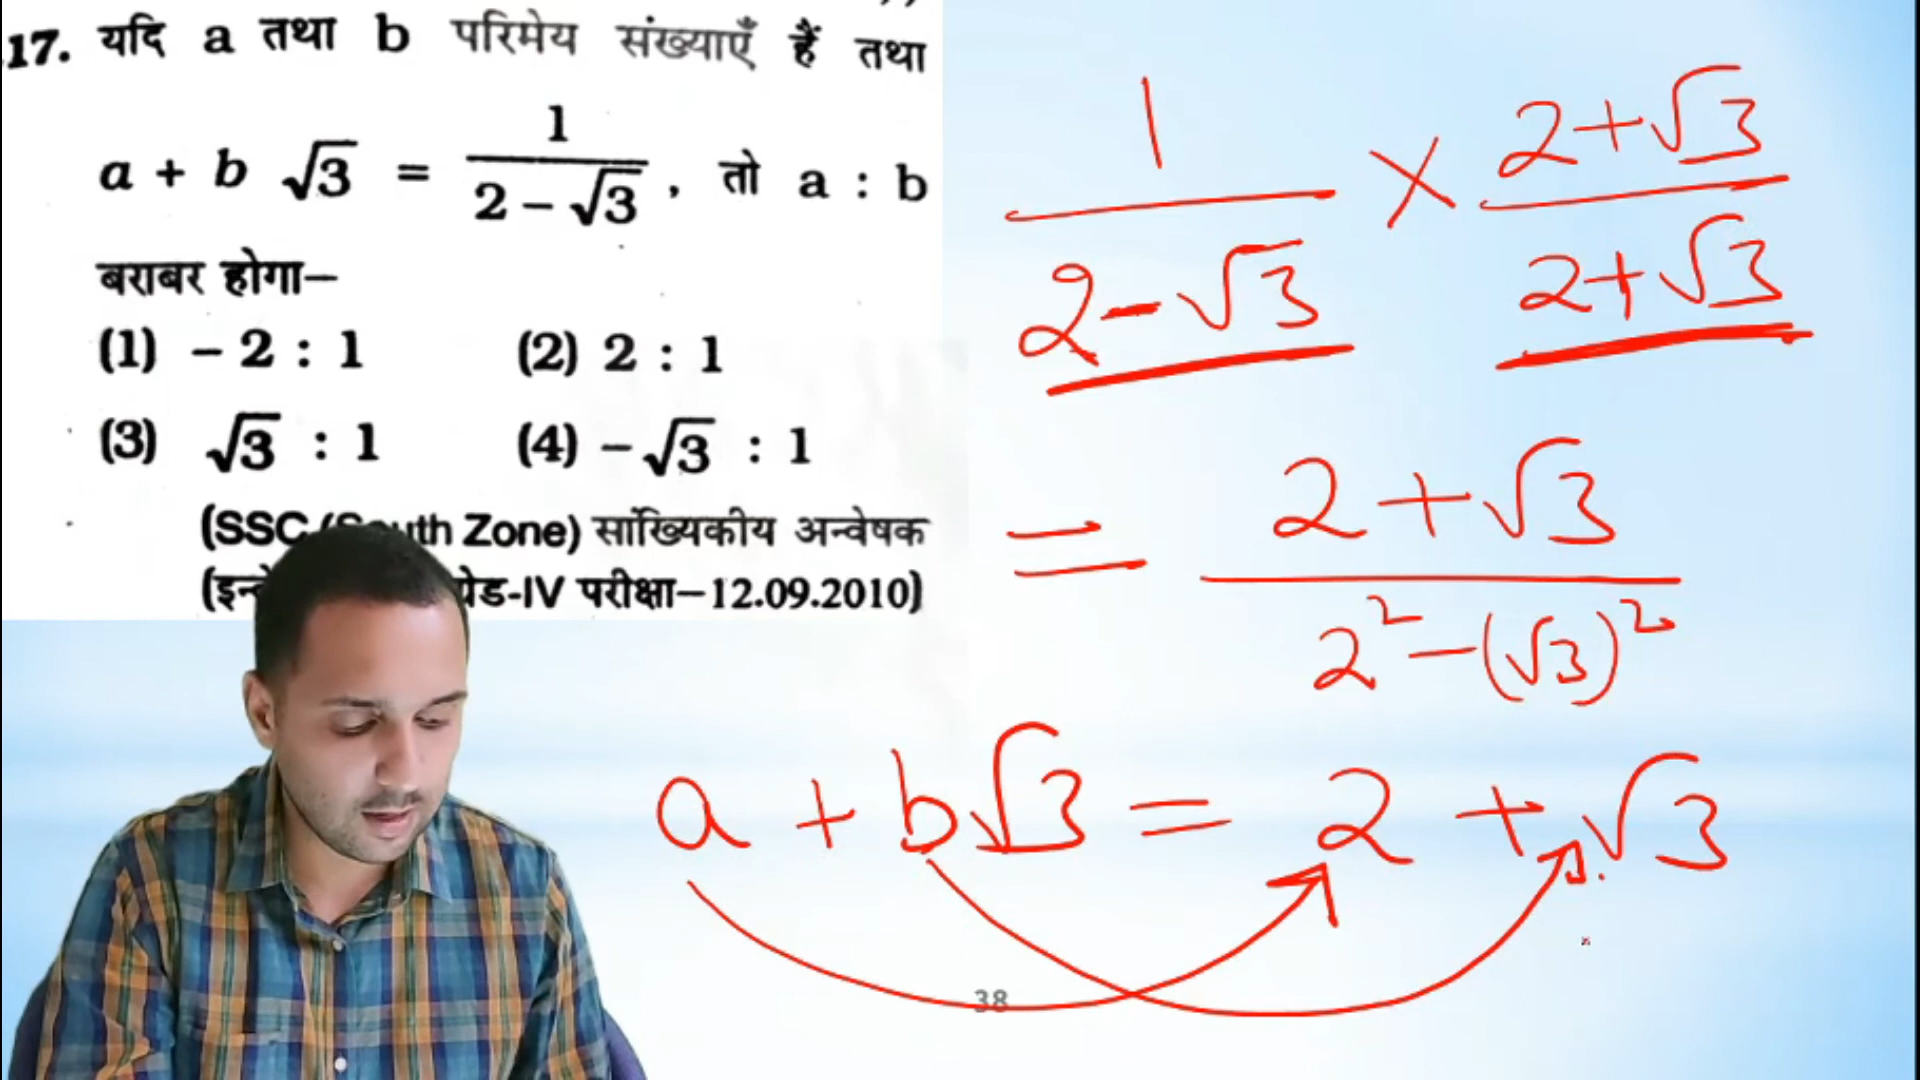 17. यदि a तथा b परिमेय संख्याएँ हैं तथा
a + b √3 = 1/(2 – √3), तो a : b
बराबर होगा—
(1) – 2 : 1 (2) 2 : 1
(3) √3 : 1 (4) – √3 : 1
(SSC (South Zone) सांख्यिकीय अन्वेषक
ग्रेड-IV परीक्षा—12.09.2010)
1/(2-√3) × (2+√3)/(2+√3)
= (2+√3)/(2²-(√3)²)
a + b√3 = 2 + √3
38